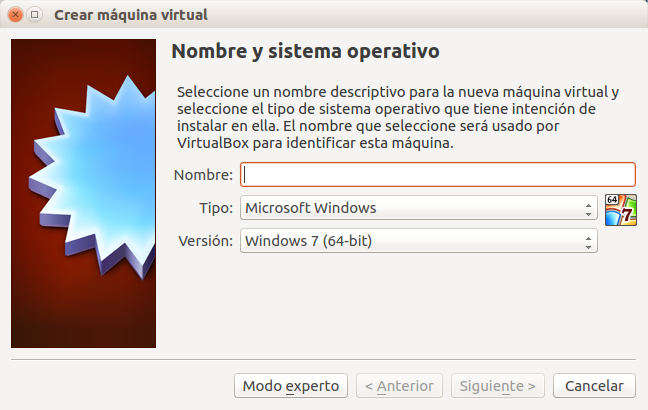 Crear máquina virtual
Nombre y sistema operativo
Seleccione un nombre descriptivo para la nueva máquina virtual y
seleccione el tipo de sistema operativo que tiene intención de
instalar en ella. El nombre que seleccione será usado por
VirtualBox para identificar esta máquina.
Nombre:
Tipo: Microsoft Windows
64
7
Versión: Windows 7 (64-bit)
Modo experto < Anterior Siguiente > Cancelar